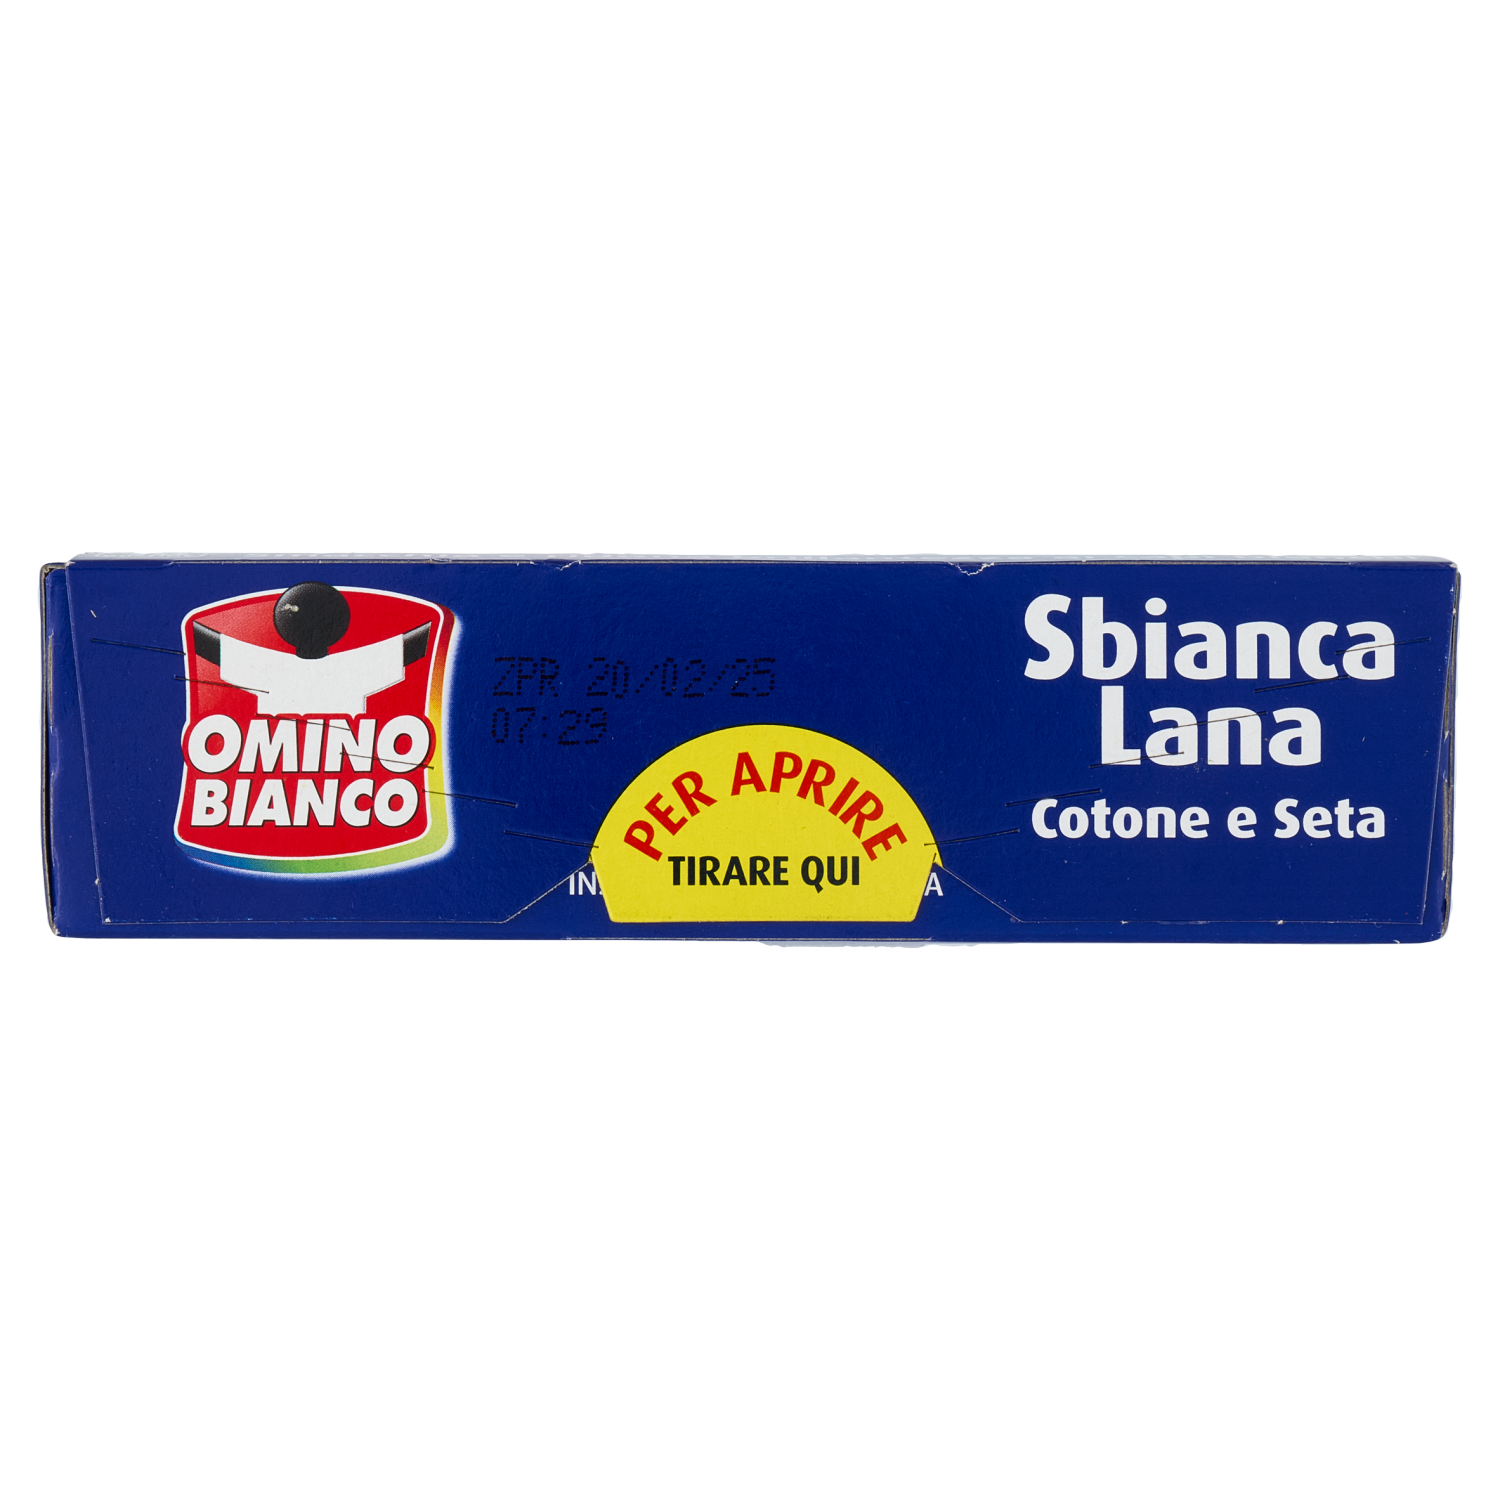 OMINO
BIANCO
ZPR 20/02/25
07:29
PER APRIRE
TIRARE QUI
Sbianca
Lana
Cotone e Seta